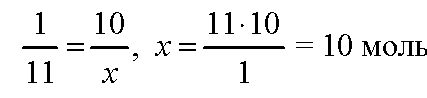 1/11 = 10/x, x = 11·10/1 = 10 моль